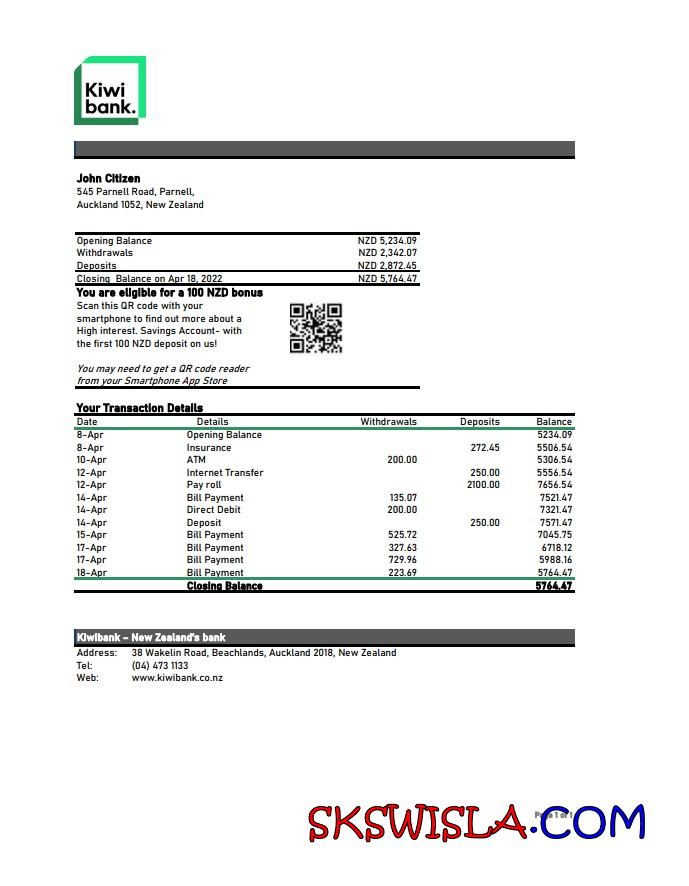 Kiwi
bank.
John Citizen
545 Parnell Road, Parnell,
Auckland 1052, New Zealand
Opening Balance NZD 5,234.09
Withdrawals NZD 2,342.07
Deposits NZD 2,872.45
Closing Balance on Apr 18, 2022 NZD 5,764.47
You are eligible for a 100 NZD bonus
Scan this QR code with your
smartphone to find out more about a
High interest. Savings Account- with
the first 100 NZD deposit on us!
You may need to get a QR code reader
from your Smartphone App Store
Your Transaction Details
Date Details Withdrawals Deposits Balance
8-Apr Opening Balance 5234.09
8-Apr Insurance 272.45 5506.54
10-Apr ATM 200.00 5306.54
12-Apr Internet Transfer 250.00 5556.54
12-Apr Pay roll 2100.00 7656.54
14-Apr Bill Payment 135.07 7521.47
14-Apr Direct Debit 200.00 7321.47
14-Apr Deposit 250.00 7571.47
15-Apr Bill Payment 525.72 7045.75
17-Apr Bill Payment 327.63 6718.12
17-Apr Bill Payment 729.96 5988.16
18-Apr Bill Payment 223.69 5764.47
Closing Balance 5764.47
Kiwibank – New Zealand's bank
Address: 38 Wakelin Road, Beachlands, Auckland 2018, New Zealand
Tel: (04) 473 1133
Web: www.kiwibank.co.nz
Page 1 of 1
SKSWISLA.COM